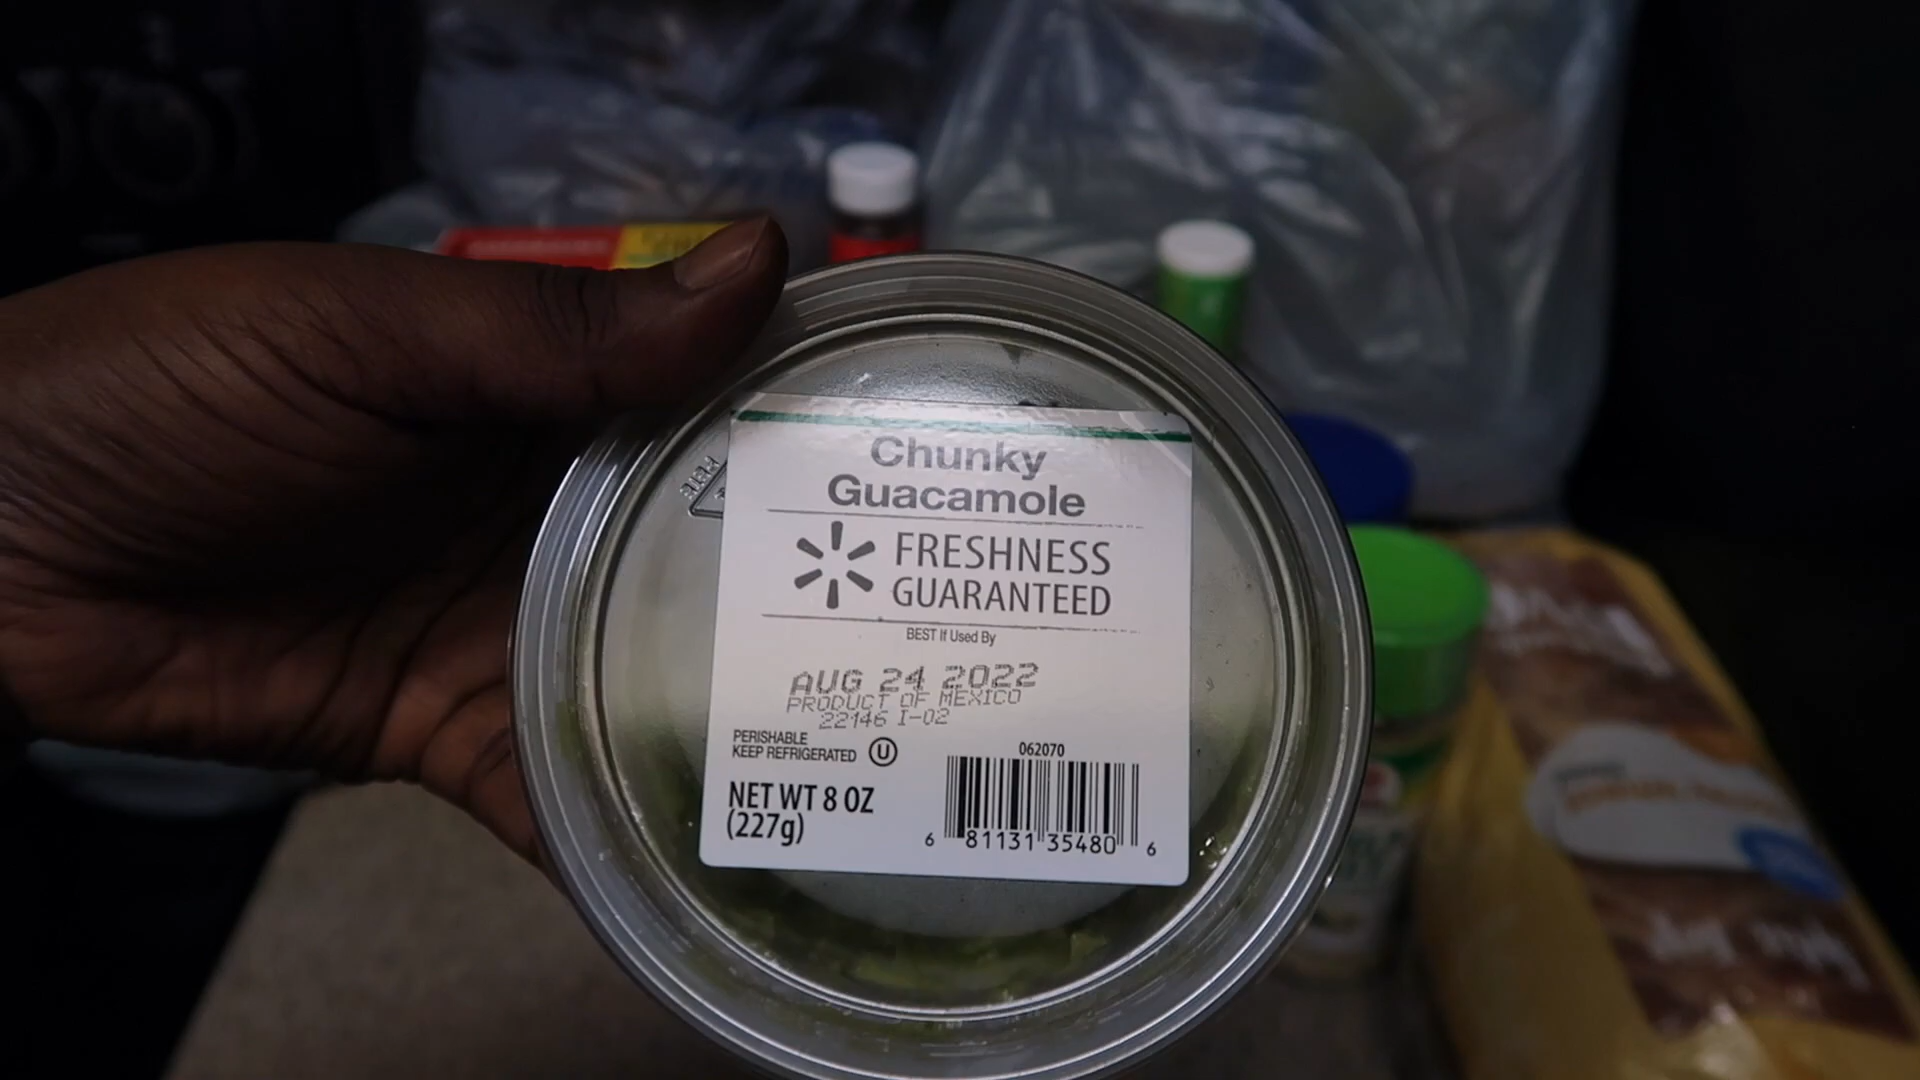 Chunky
Guacamole
FRESHNESS
GUARANTEED
BEST If Used By
AUG 24 2022
PRODUCT OF MEXICO
22146 I-02
PERISHABLE
KEEP REFRIGERATED U
062070
NET WT 8 OZ
(227g)
6 81131 35480 6